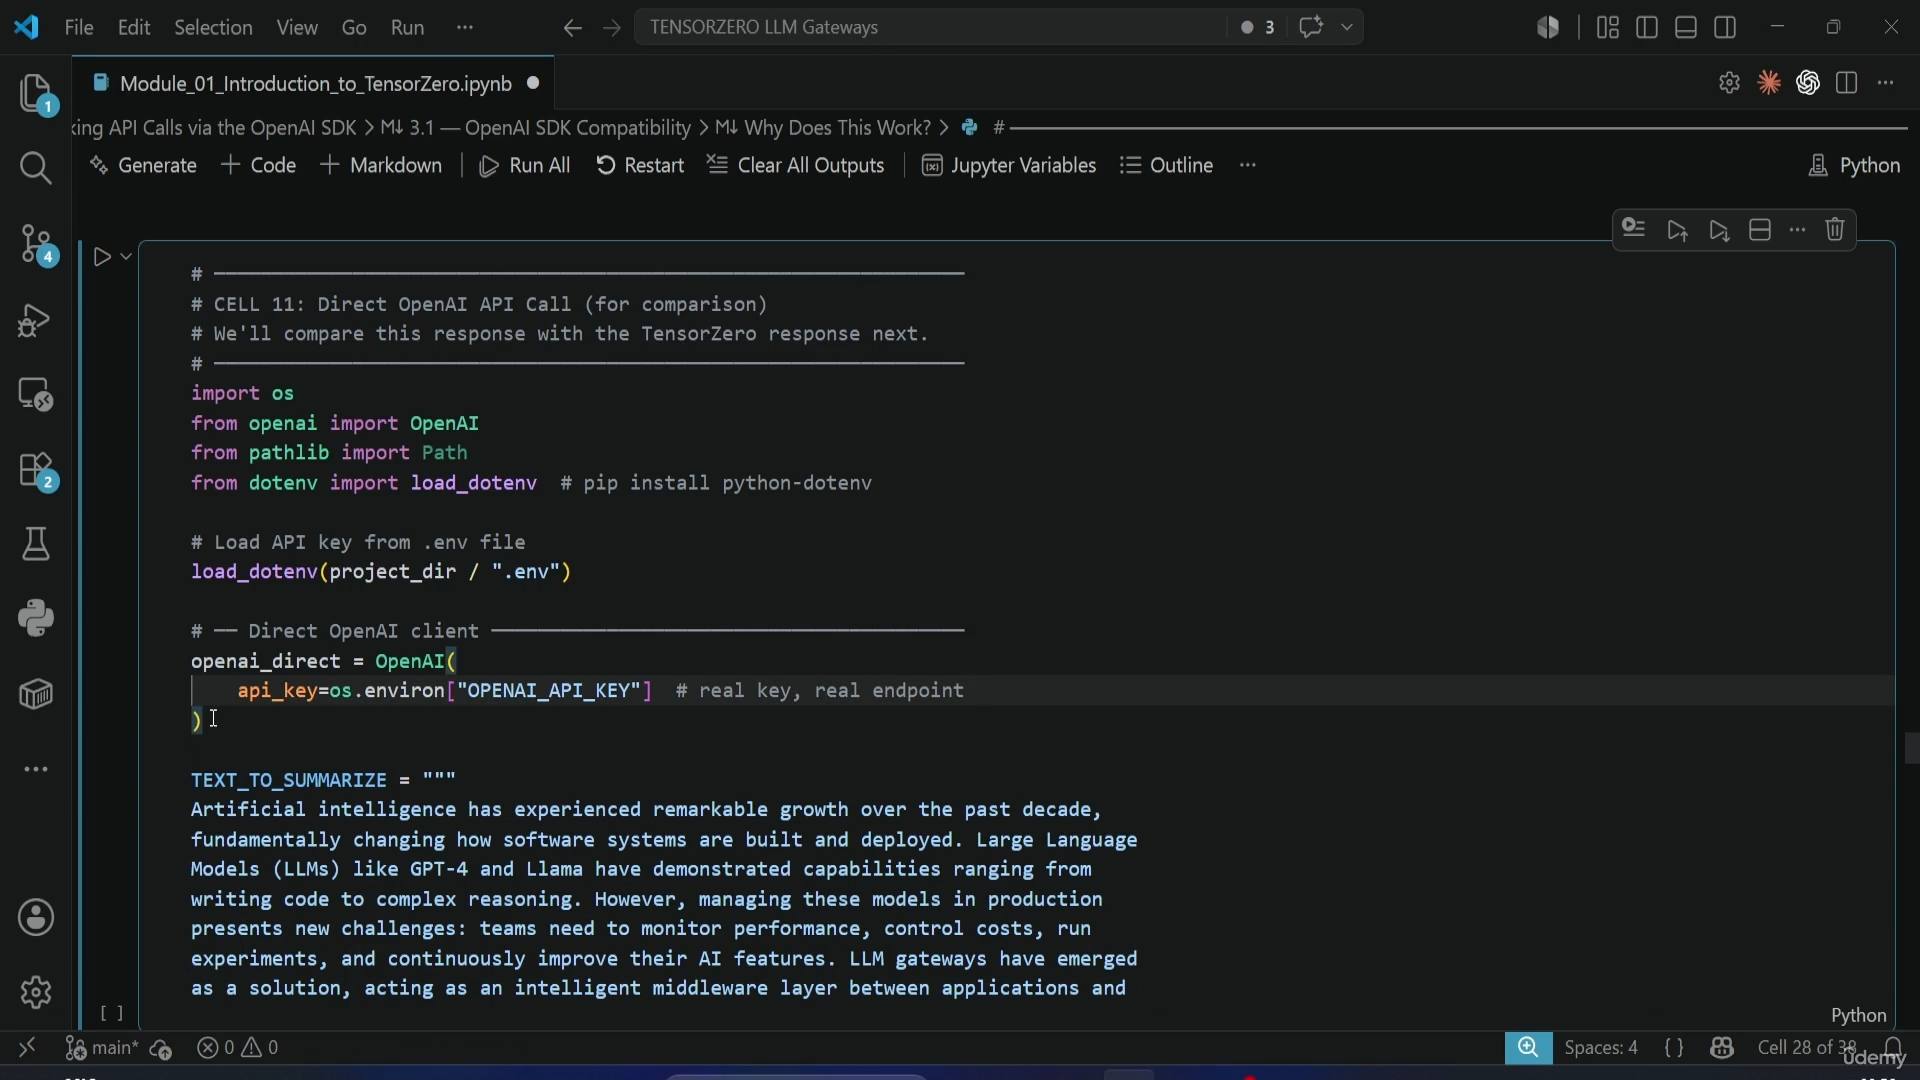 File Edit Selection View Go Run ··· TENSORZERO LLM Gateways 3
Module_01_Introduction_to_TensorZero.ipynb
king API Calls via the OpenAI SDK > M↓ 3.1 — OpenAI SDK Compatibility > M↓ Why Does This Work? > # ————————————————
Generate + Code + Markdown Run All Restart Clear All Outputs Jupyter Variables Outline ··· Python
# ————————————————————————————————
# CELL 11: Direct OpenAI API Call (for comparison)
# We'll compare this response with the TensorZero response next.
# ————————————————————————————————
import os
from openai import OpenAI
from pathlib import Path
from dotenv import load_dotenv  # pip install python-dotenv
# Load API key from .env file
load_dotenv(project_dir / ".env")
# —— Direct OpenAI client ————————————————————
openai_direct = OpenAI(
    api_key=os.environ["OPENAI_API_KEY"]  # real key, real endpoint
)
TEXT_TO_SUMMARIZE = """
Artificial intelligence has experienced remarkable growth over the past decade,
fundamentally changing how software systems are built and deployed. Large Language
Models (LLMs) like GPT-4 and Llama have demonstrated capabilities ranging from
writing code to complex reasoning. However, managing these models in production
presents new challenges: teams need to monitor performance, control costs, run
experiments, and continuously improve their AI features. LLM gateways have emerged
as a solution, acting as an intelligent middleware layer between applications and
[ ] Python
1
4
2
main* 0 0 Spaces: 4 { } Cell 28 of 38
udemy